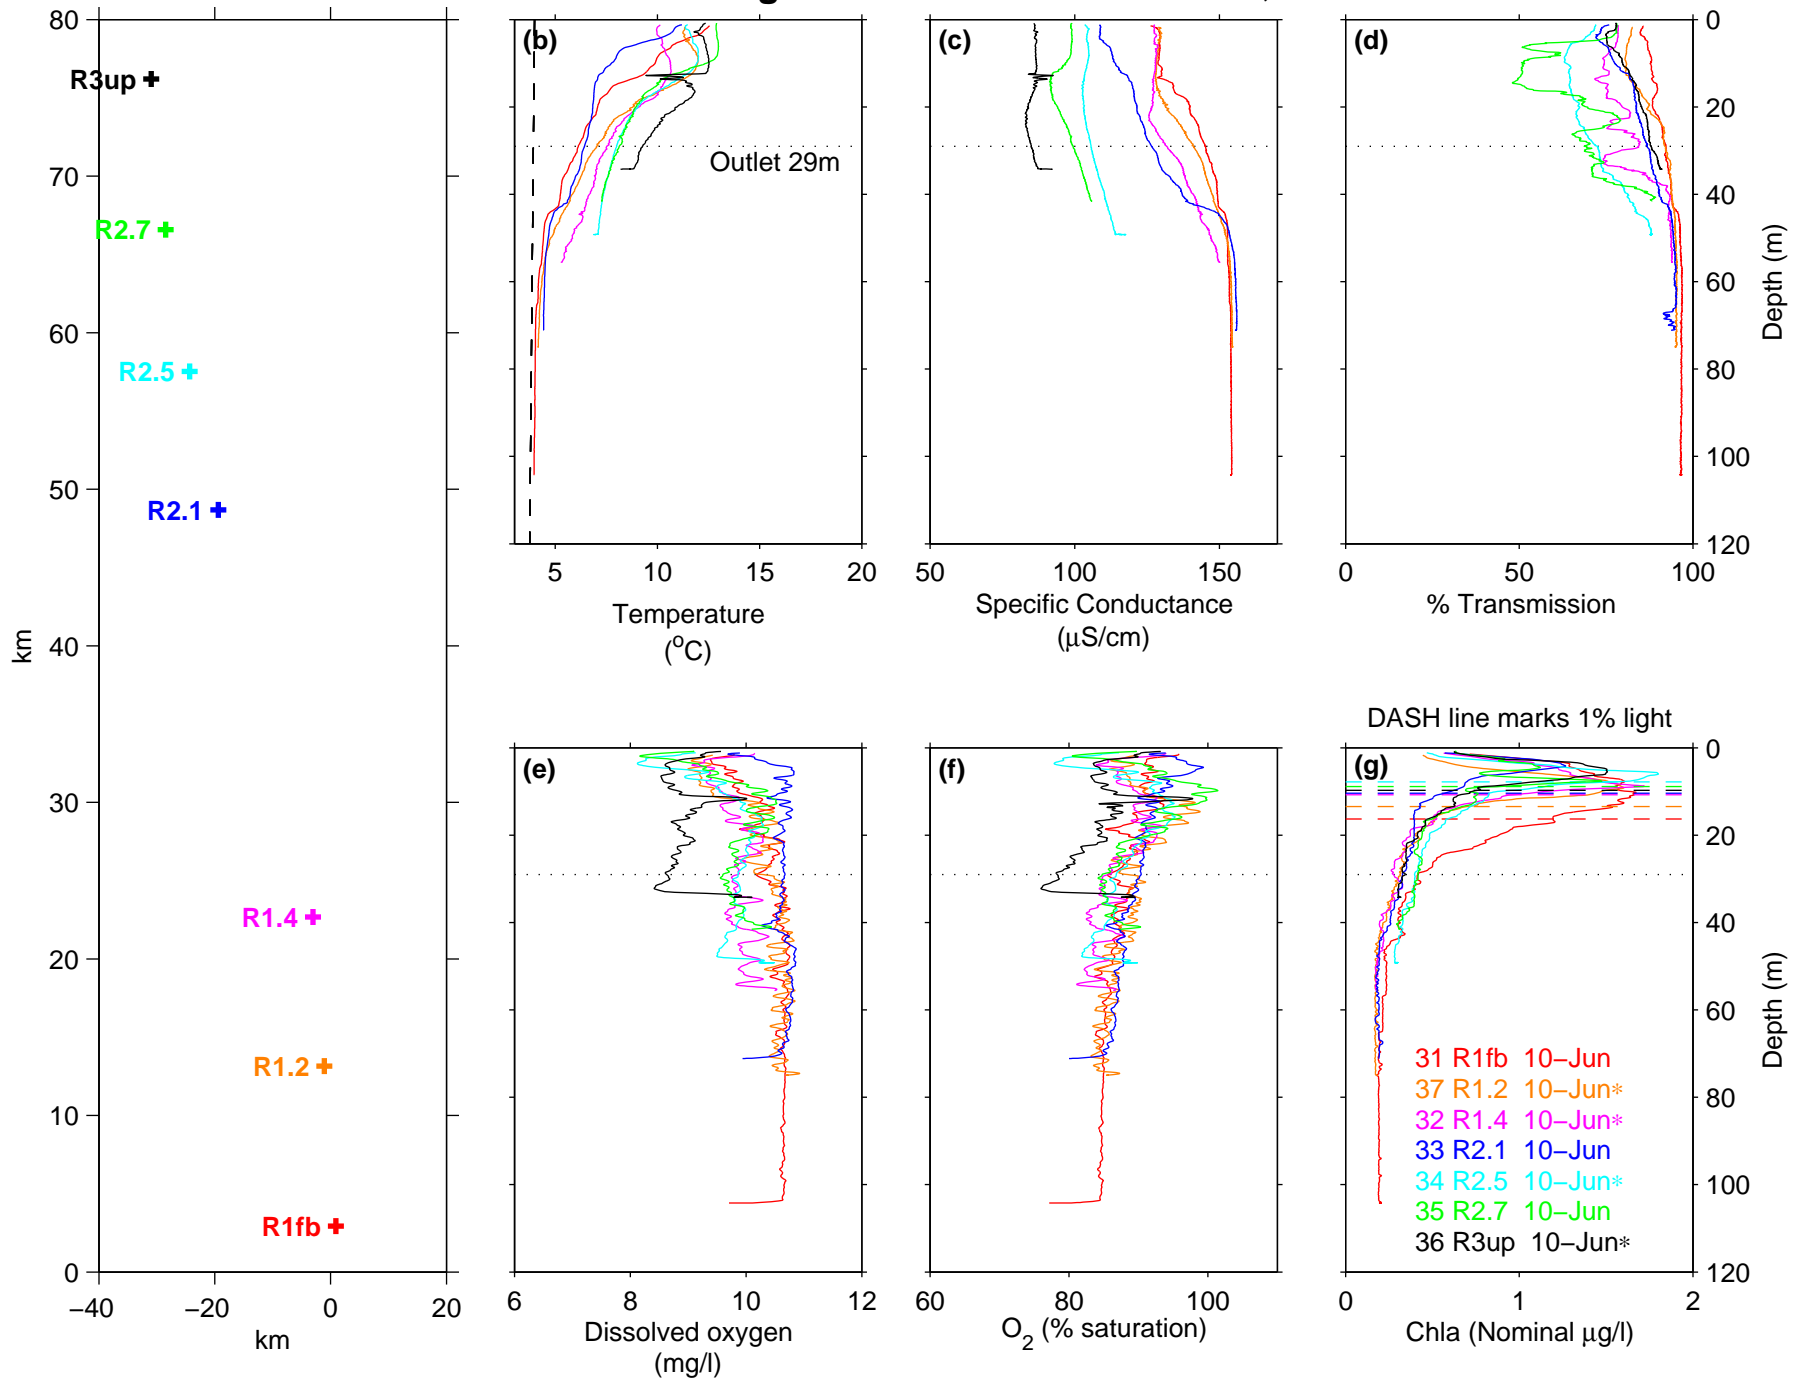 80
70
60
50
40
30
20
10
0
km
−40
−20
0
20
km
R3up
R2.7
R2.5
R2.1
R1.4
R1.2
R1fb
(b)
Outlet 29m
5
10
15
20
Temperature
(°C)
(c)
50
100
150
Specific Conductance
(μS/cm)
(d)
0
50
100
% Transmission
0
20
40
60
80
100
120
Depth (m)
(e)
6
8
10
12
Dissolved oxygen
(mg/l)
(f)
60
80
100
O2 (% saturation)
DASH line marks 1% light
(g)
31 R1fb 10−Jun
37 R1.2 10−Jun*
32 R1.4 10−Jun*
33 R2.1 10−Jun
34 R2.5 10−Jun*
35 R2.7 10−Jun
36 R3up 10−Jun*
0
1
2
Chla (Nominal μg/l)
0
20
40
60
80
100
120
Depth (m)